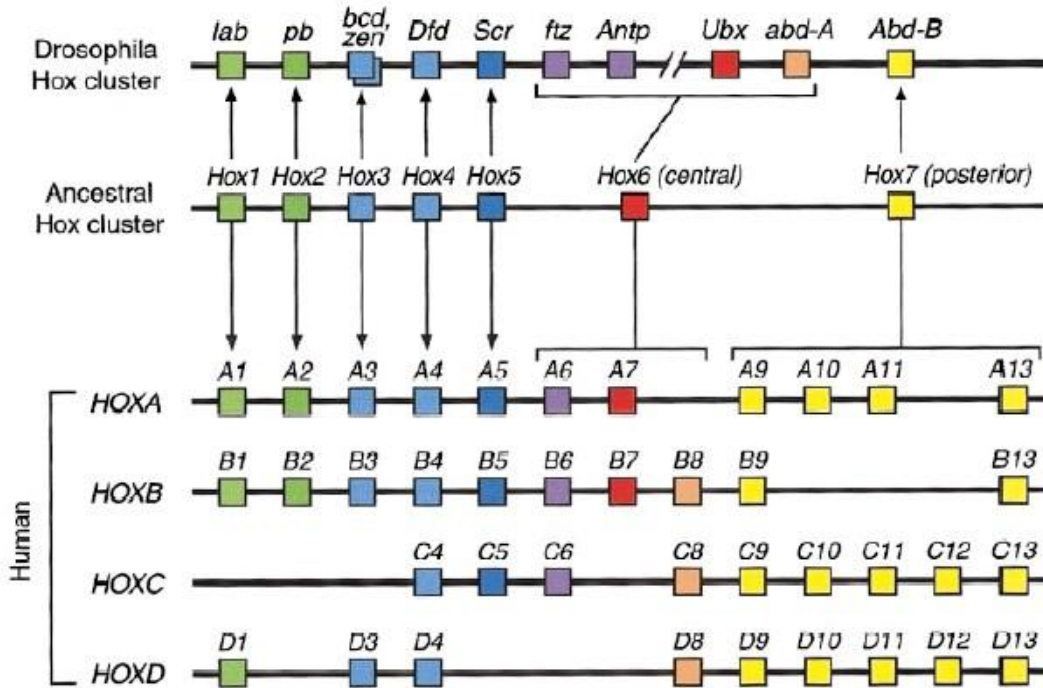 lab pb bcd, zen Dfd Scr ftz Antp Ubx abd-A Abd-B
Drosophila
Hox cluster
Hox1 Hox2 Hox3 Hox4 Hox5 Hox6 (central) Hox7 (posterior)
Ancestral
Hox cluster
A1 A2 A3 A4 A5 A6 A7 A9 A10 A11 A13
HOXA
B1 B2 B3 B4 B5 B6 B7 B8 B9 B13
HOXB
Human
C4 C5 C6 C8 C9 C10 C11 C12 C13
HOXC
D1 D3 D4 D8 D9 D10 D11 D12 D13
HOXD